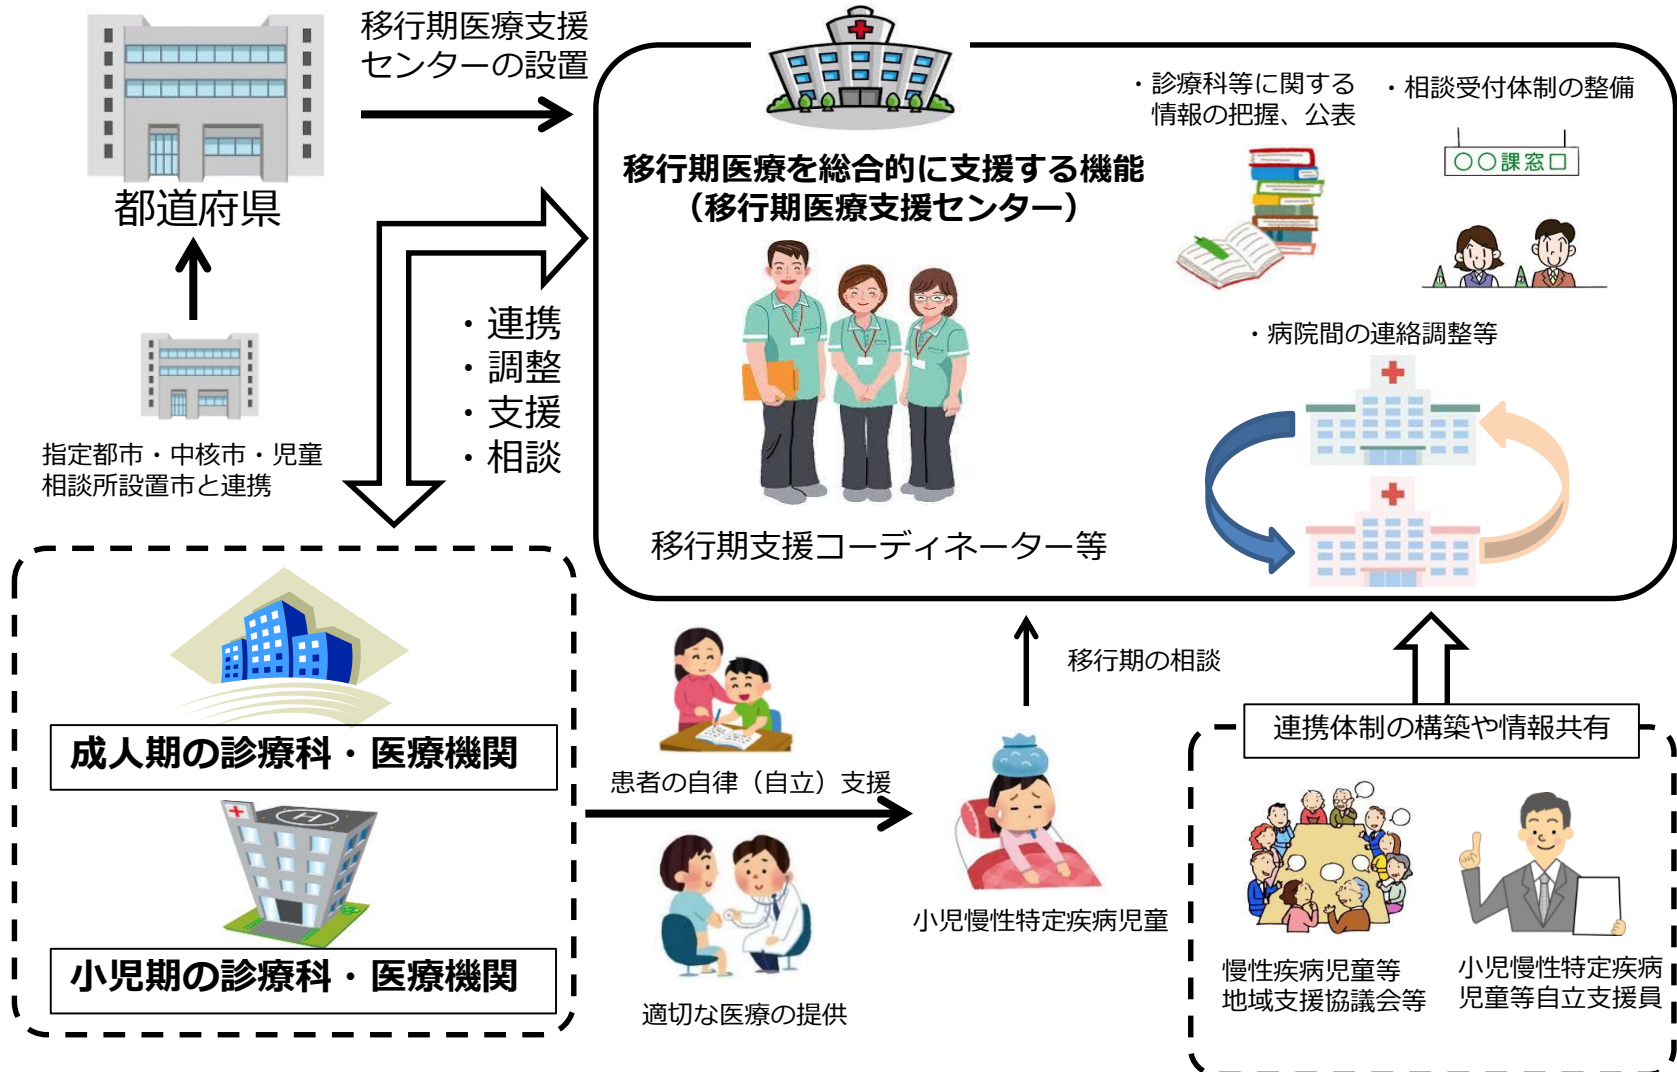 移行期医療支援
センターの設置
都道府県
指定都市・中核市・児童
相談所設置市と連携
・連携
・調整
・支援
・相談
移行期医療を総合的に支援する機能
（移行期医療支援センター）
移行期支援コーディネーター等
・診療科等に関する
情報の把握、公表
・相談受付体制の整備
〇〇課窓口
・病院間の連絡調整等
成人期の診療科・医療機関
小児期の診療科・医療機関
患者の自律（自立）支援
適切な医療の提供
移行期の相談
小児慢性特定疾病児童
連携体制の構築や情報共有
慢性疾病児童等
地域支援協議会等
小児慢性特定疾病
児童等自立支援員